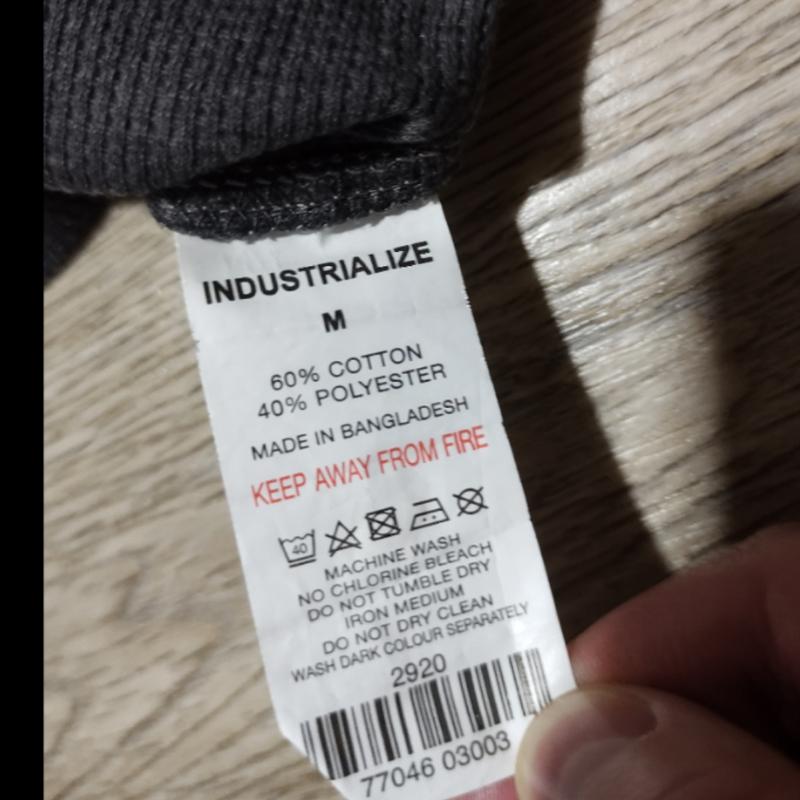 INDUSTRIALIZE
M
60% COTTON
40% POLYESTER
MADE IN BANGLADESH
KEEP AWAY FROM FIRE
40
MACHINE WASH
NO CHLORINE BLEACH
DO NOT TUMBLE DRY
IRON MEDIUM
DO NOT DRY CLEAN
WASH DARK COLOUR SEPARATELY
2920
77046 03003